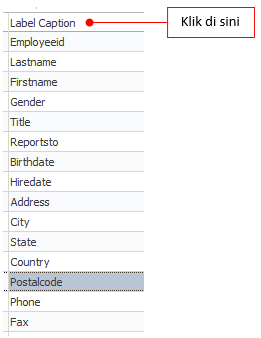 Label Caption
Klik di sini
Employeeid
Lastname
Firstname
Gender
Title
Reportsto
Birthdate
Hiredate
Address
City
State
Country
Postalcode
Phone
Fax